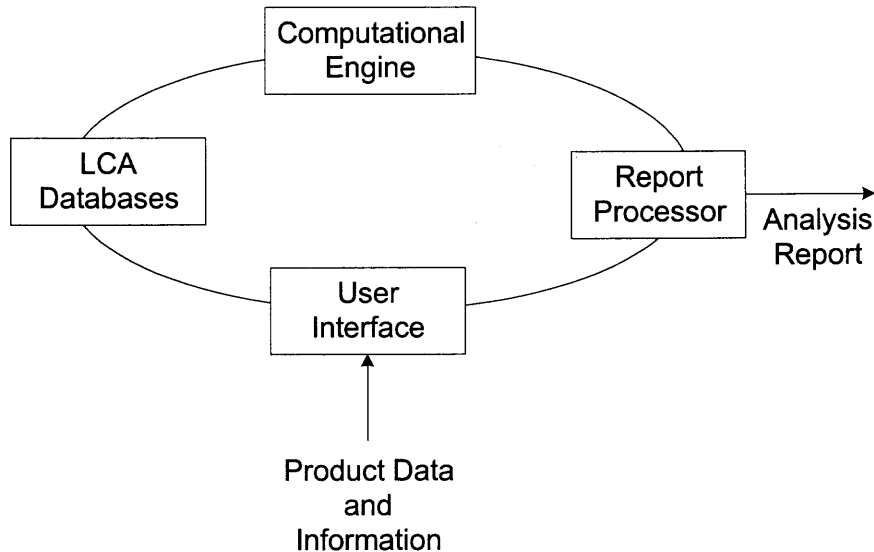 Computational
Engine
LCA
Databases
Report
Processor
Analysis
Report
User
Interface
Product Data
and
Information